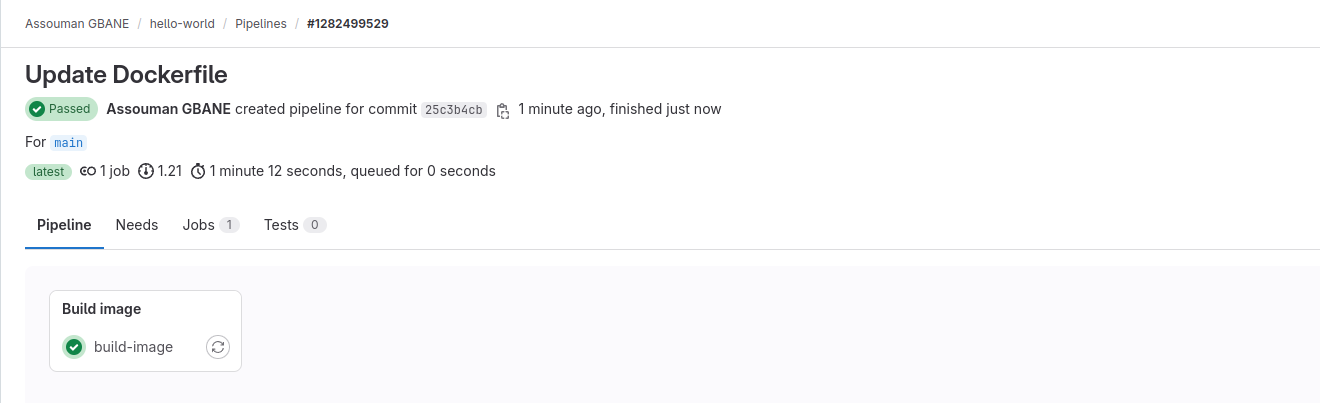 Assouman GBANE / hello-world / Pipelines / #1282499529
Update Dockerfile
Passed Assouman GBANE created pipeline for commit 25c3b4cb 1 minute ago, finished just now
For main
latest 1 job 1.21 1 minute 12 seconds, queued for 0 seconds
Pipeline Needs Jobs 1 Tests 0
Build image
build-image